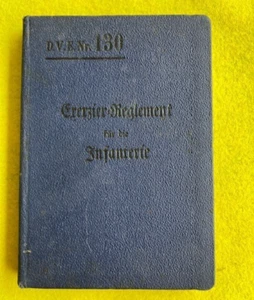 D.V.E. Nr. 130
Exerzier-Reglement
für die
Infanterie